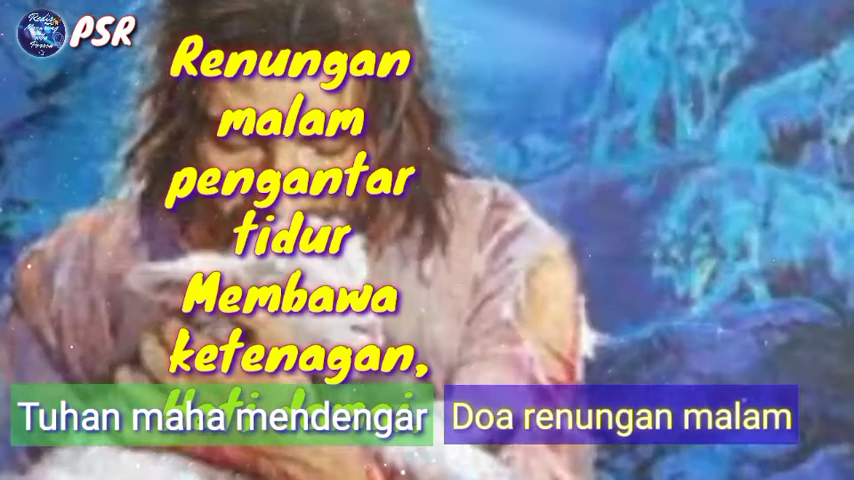 PSR
Renungan
malam
pengantar
tidur
Membawa
ketenagan,
Tuhan maha mendengar
Doa renungan malam